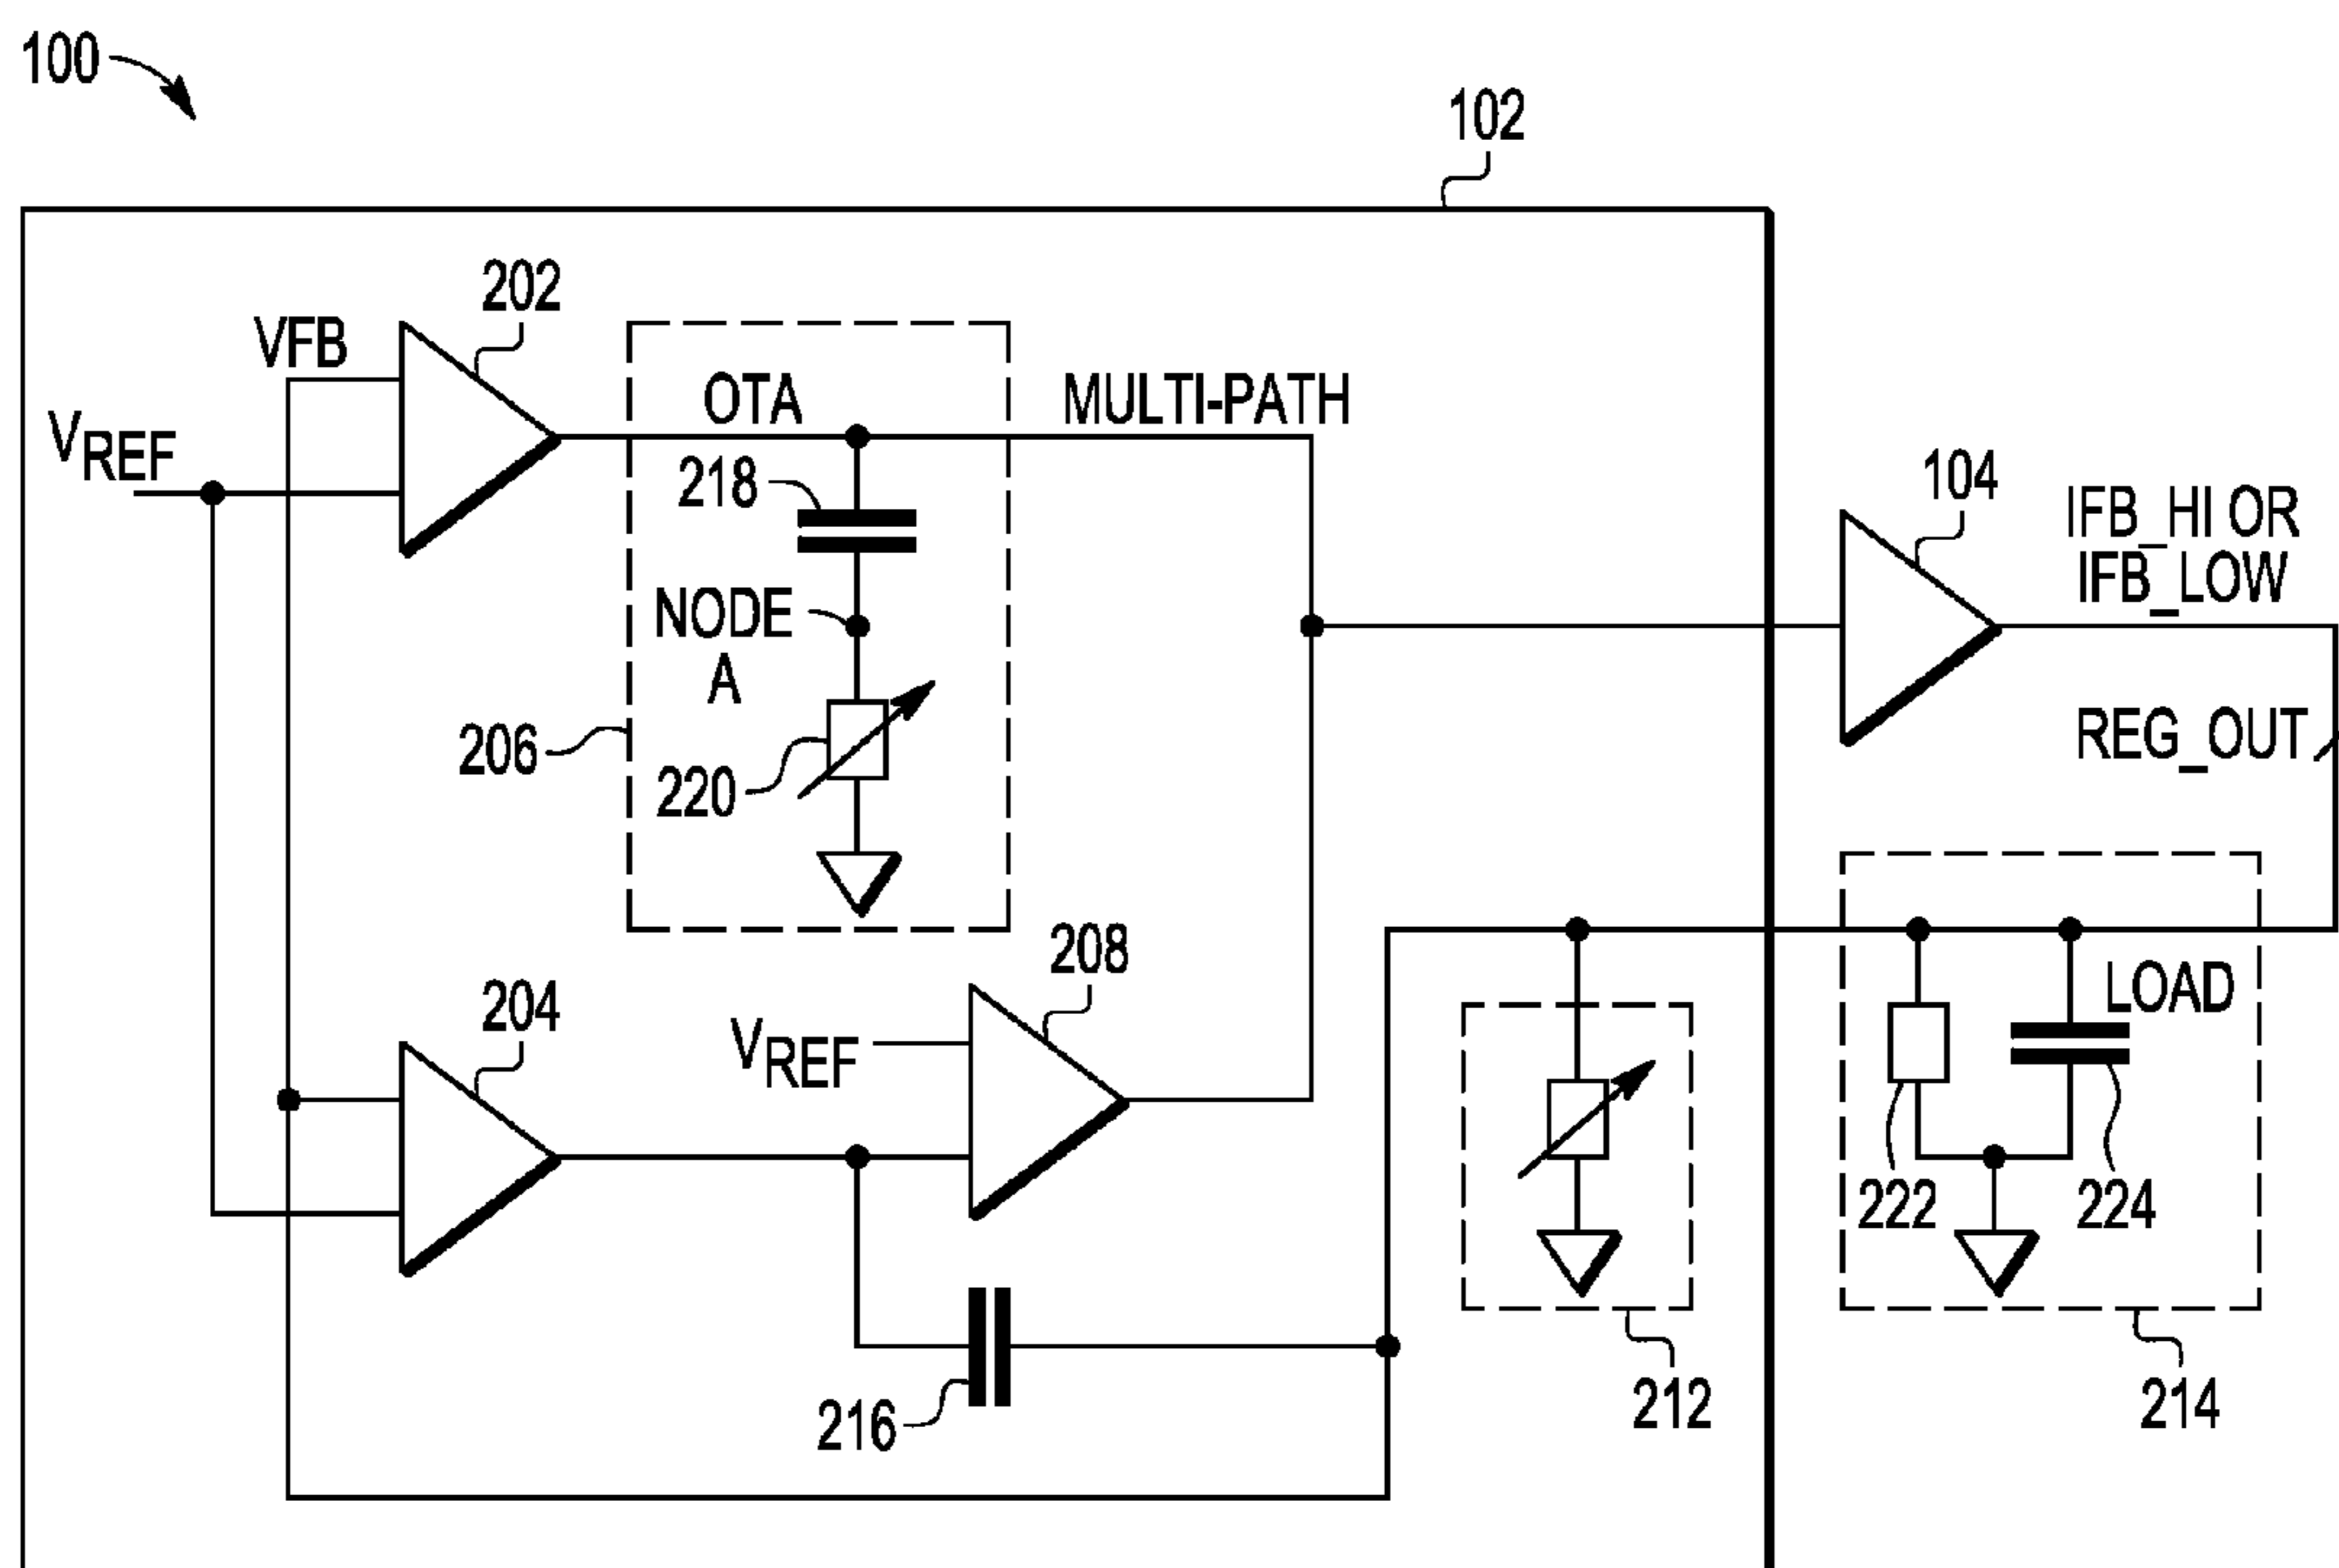 100
102
202
VFB
VREF
OTA
MULTI-PATH
218
104
IFB_HI OR
IFB_LOW
NODE
A
206
220
REG_OUT
208
204
VREF
LOAD
222
224
216
212
214